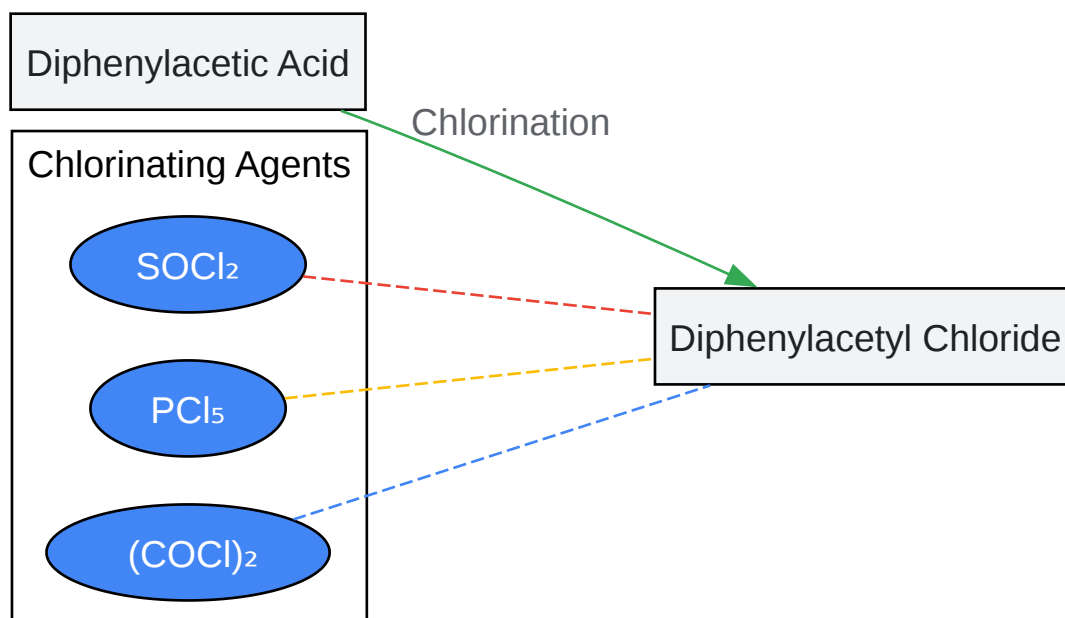 Diphenylacetic Acid
Chlorination
Chlorinating Agents
SOCl₂
Diphenylacetyl Chloride
PCl₅
(COCl)₂